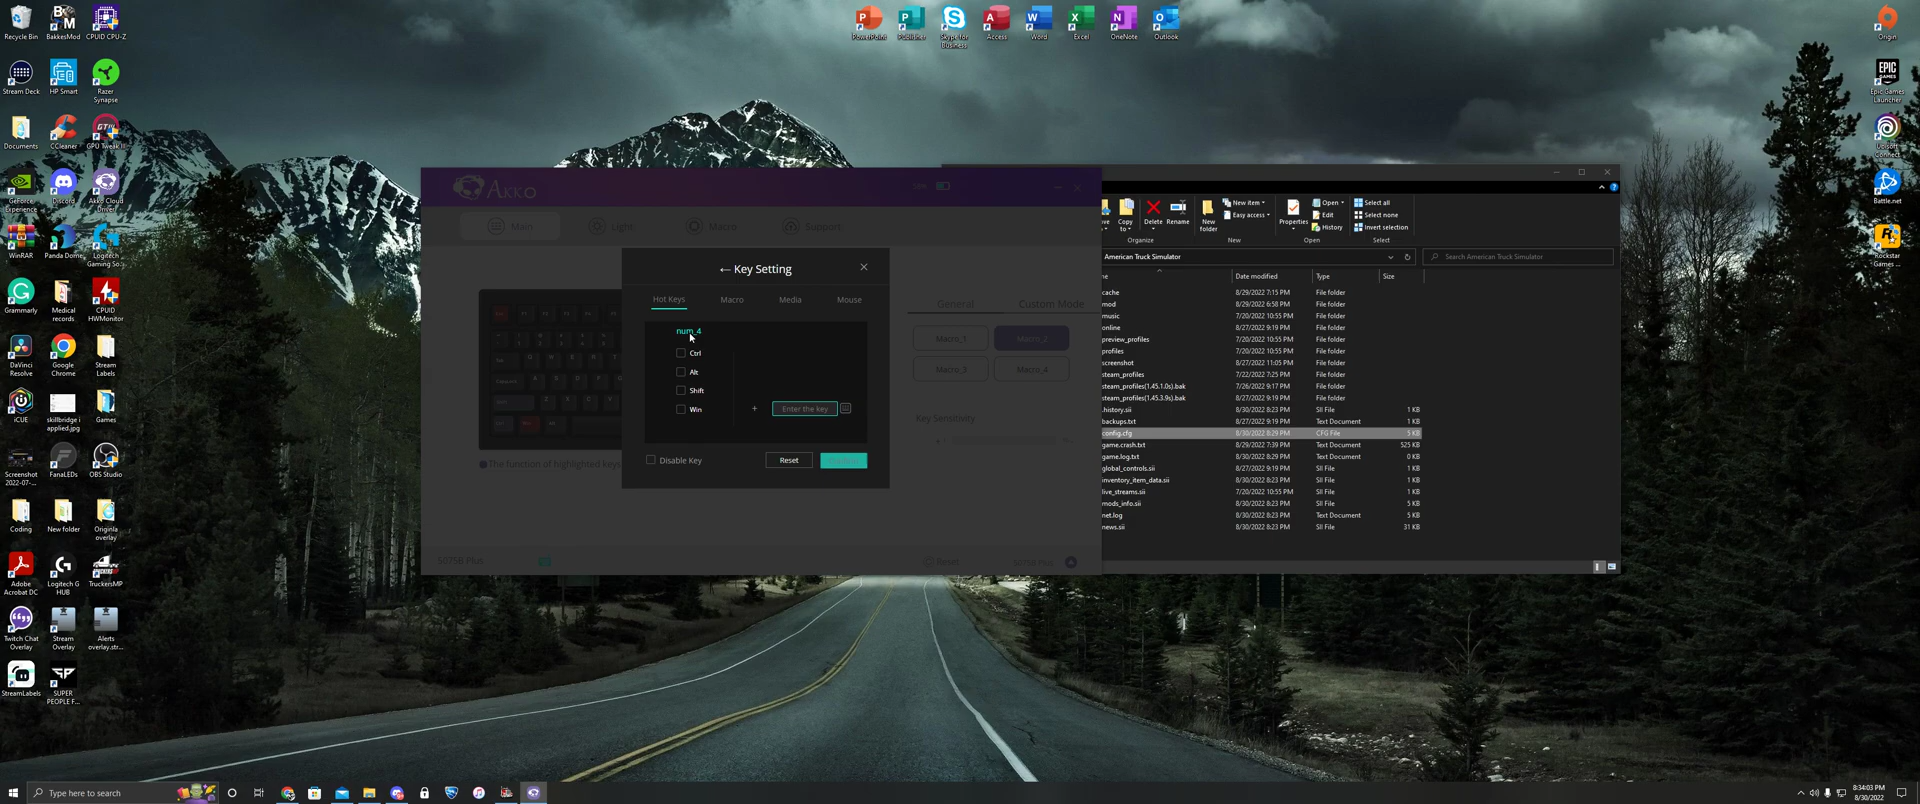 Recycle Bin
BakkesMod
CPUID CPU-Z
Stream Deck
HP Smart
Razer Synapse
Documents
CCleaner
GPU Tweak II
GeForce Experience
Discord
Akko Cloud Driver
WinRAR
Panda Dome
Logitech Gaming So...
Grammarly
Medical records
CPUID HWMonitor
DaVinci Resolve
Google Chrome
Stream Labels
iCUE
skillbridge i applied.jpg
Games
Screenshot 2022-07-...
FanaLEDs
OBS Studio
Coding
New folder
Originla overlay
Adobe Acrobat DC
Logitech G HUB
TruckersMP
Twitch Chat Overlay
Stream Overlay
Alerts overlay.str...
StreamLabels
SUPER PEOPLE F...
PowerPoint
Publisher
Skype for Business
Access
Word
Excel
OneNote
Outlook
Origin
Epic Games Launcher
Ubisoft Connect
Battle.net
Rockstar Games ...
AKKO
Main
Light
Macro
Support
← Key Setting
Hot Keys
Macro
Media
Mouse
num_4
Ctrl
Alt
Shift
Win
+
Enter the key
Disable Key
Reset
General
Custom Mode
Macro_1
Macro_2
Macro_3
Macro_4
Key Sensitivity
The function of highlighted keys
5075B Plus
Reset
5075B Plus
Copy to
Delete
Rename
Organize
New folder
New item
Easy access
New
Properties
Open
Edit
History
Open
Select all
Select none
Invert selection
Select
American Truck Simulator
Search American Truck Simulator
Date modified
Type
Size
cache 8/29/2022 7:15 PM File folder
mod 8/29/2022 6:58 PM File folder
music 7/20/2022 10:55 PM File folder
online 8/27/2022 9:19 PM File folder
preview_profiles 7/20/2022 10:55 PM File folder
profiles 7/20/2022 10:55 PM File folder
screenshot 8/27/2022 11:05 PM File folder
steam_profiles 7/22/2022 7:25 PM File folder
steam_profiles(1.45.1.0s).bak 7/26/2022 9:17 PM File folder
steam_profiles(1.45.3.9s).bak 8/27/2022 9:19 PM File folder
.history.sii 8/30/2022 8:23 PM SII File 1 KB
backups.txt 8/27/2022 9:19 PM Text Document 1 KB
config.cfg 8/30/2022 8:29 PM CFG File 5 KB
game.crash.txt 8/29/2022 7:39 PM Text Document 525 KB
game.log.txt 8/30/2022 8:29 PM Text Document 0 KB
global_controls.sii 8/27/2022 9:19 PM SII File 1 KB
inventory_item_data.sii 8/30/2022 8:23 PM SII File 1 KB
live_streams.sii 7/20/2022 10:55 PM SII File 1 KB
mods_info.sii 8/30/2022 8:23 PM SII File 5 KB
net.log 8/30/2022 8:23 PM Text Document 5 KB
news.sii 8/30/2022 8:23 PM SII File 31 KB
Type here to search
8:34:03 PM
8/30/2022